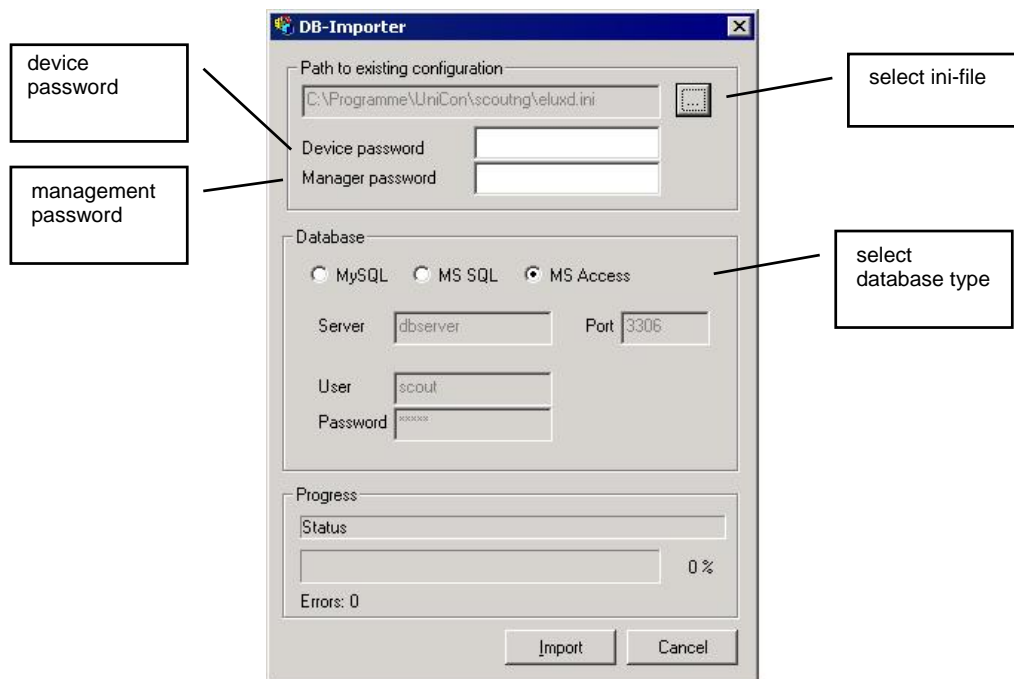 DB-Importer
device
password
management
password
select ini-file
select
database type
Path to existing configuration
C:\Programme\UniCon\scoutng\eluxd.ini
...
Device password
Manager password
Database
MySQL MS SQL MS Access
Server dbserver Port 3306
User scout
Password *****
Progress
Status
0 %
Errors: 0
Import Cancel